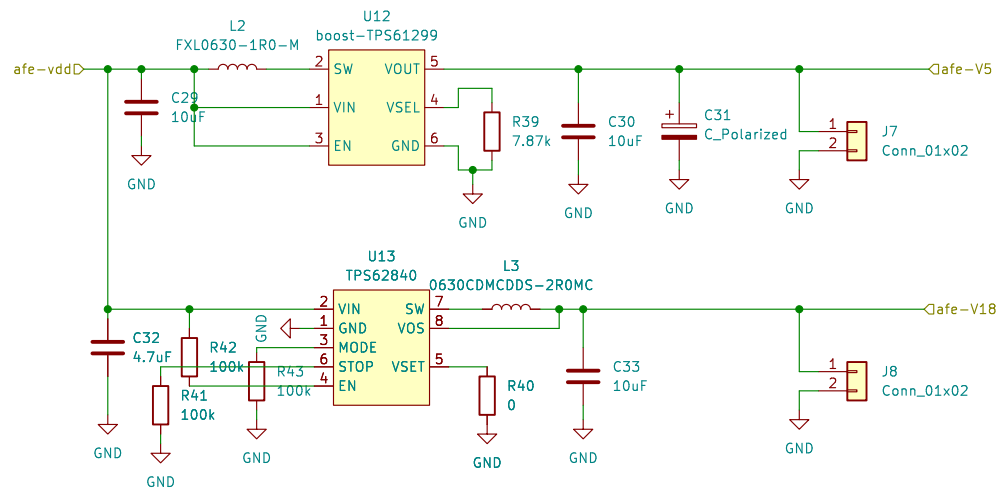 U12
boost-TPS61299
L2
FXL0630-1R0-M
afe-vdd
2 SW
VOUT 5
1 VIN
VSEL 4
3 EN
GND 6
C29
10uF
GND
R39
7.87k
GND
C30
10uF
GND
+
C31
C_Polarized
GND
afe-V5
1
2
J7
Conn_01x02
GND
U13
TPS62840
L3
0630CDMCDDS-2R0MC
2 VIN
SW 7
1 GND
VOS 8
3 MODE
6 STOP
VSET 5
4 EN
GND
C32
4.7uF
GND
R42
100k
R41
100k
GND
R43
100k
GND
R40
0
GND
C33
10uF
GND
afe-V18
1
2
J8
Conn_01x02
GND